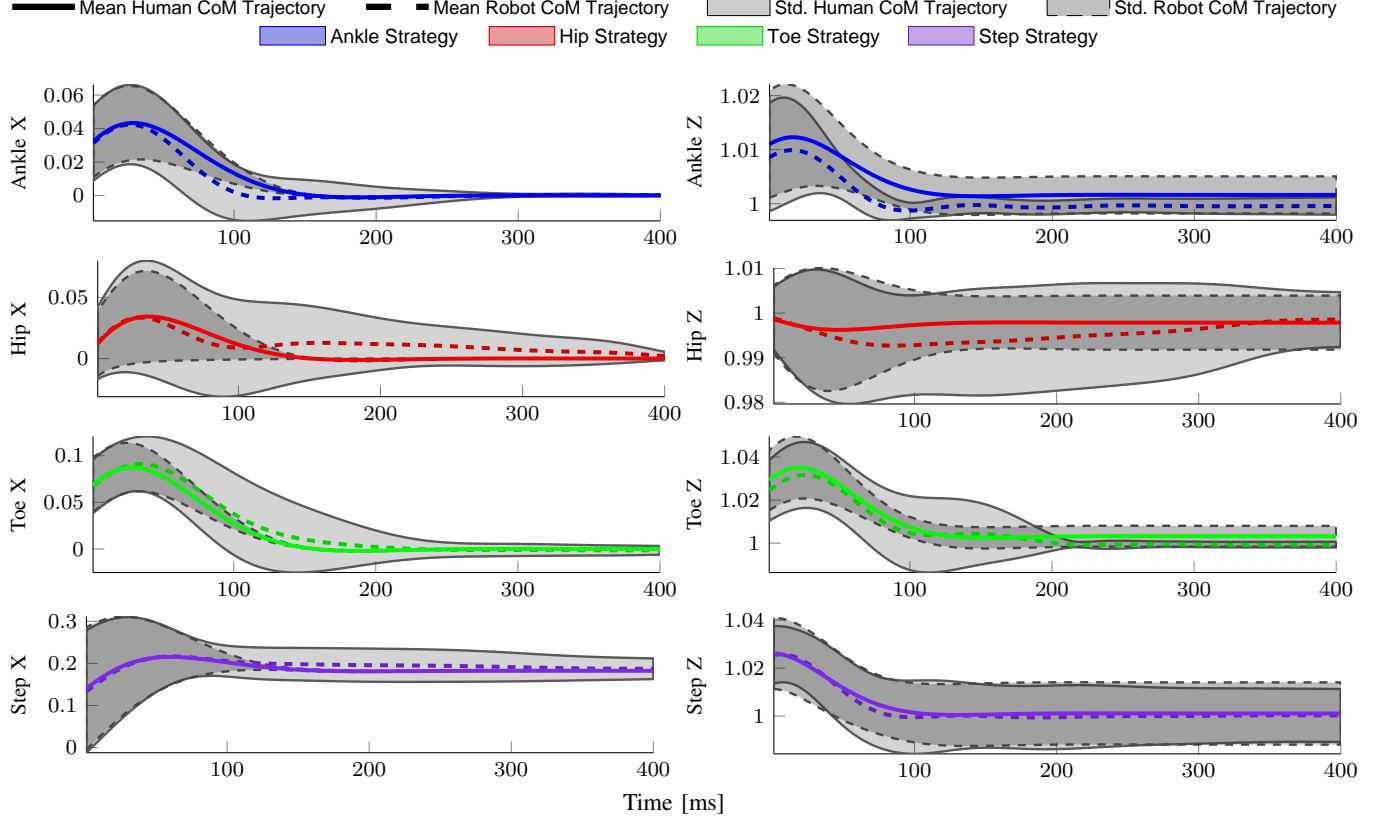 Mean Human CoM Trajectory Mean Robot CoM Trajectory Std. Human CoM Trajectory Std. Robot CoM Trajectory
Ankle Strategy Hip Strategy Toe Strategy Step Strategy
Ankle X
0.06
0.04
0.02
0
100 200 300 400
Ankle Z
1.02
1.01
1
100 200 300 400
Hip X
0.05
0
100 200 300 400
Hip Z
1.01
1
0.99
0.98
100 200 300 400
Toe X
0.1
0.05
0
100 200 300 400
Toe Z
1.04
1.02
1
100 200 300 400
Step X
0.3
0.2
0.1
0
100 200 300 400
Step Z
1.04
1.02
1
100 200 300 400
Time [ms]